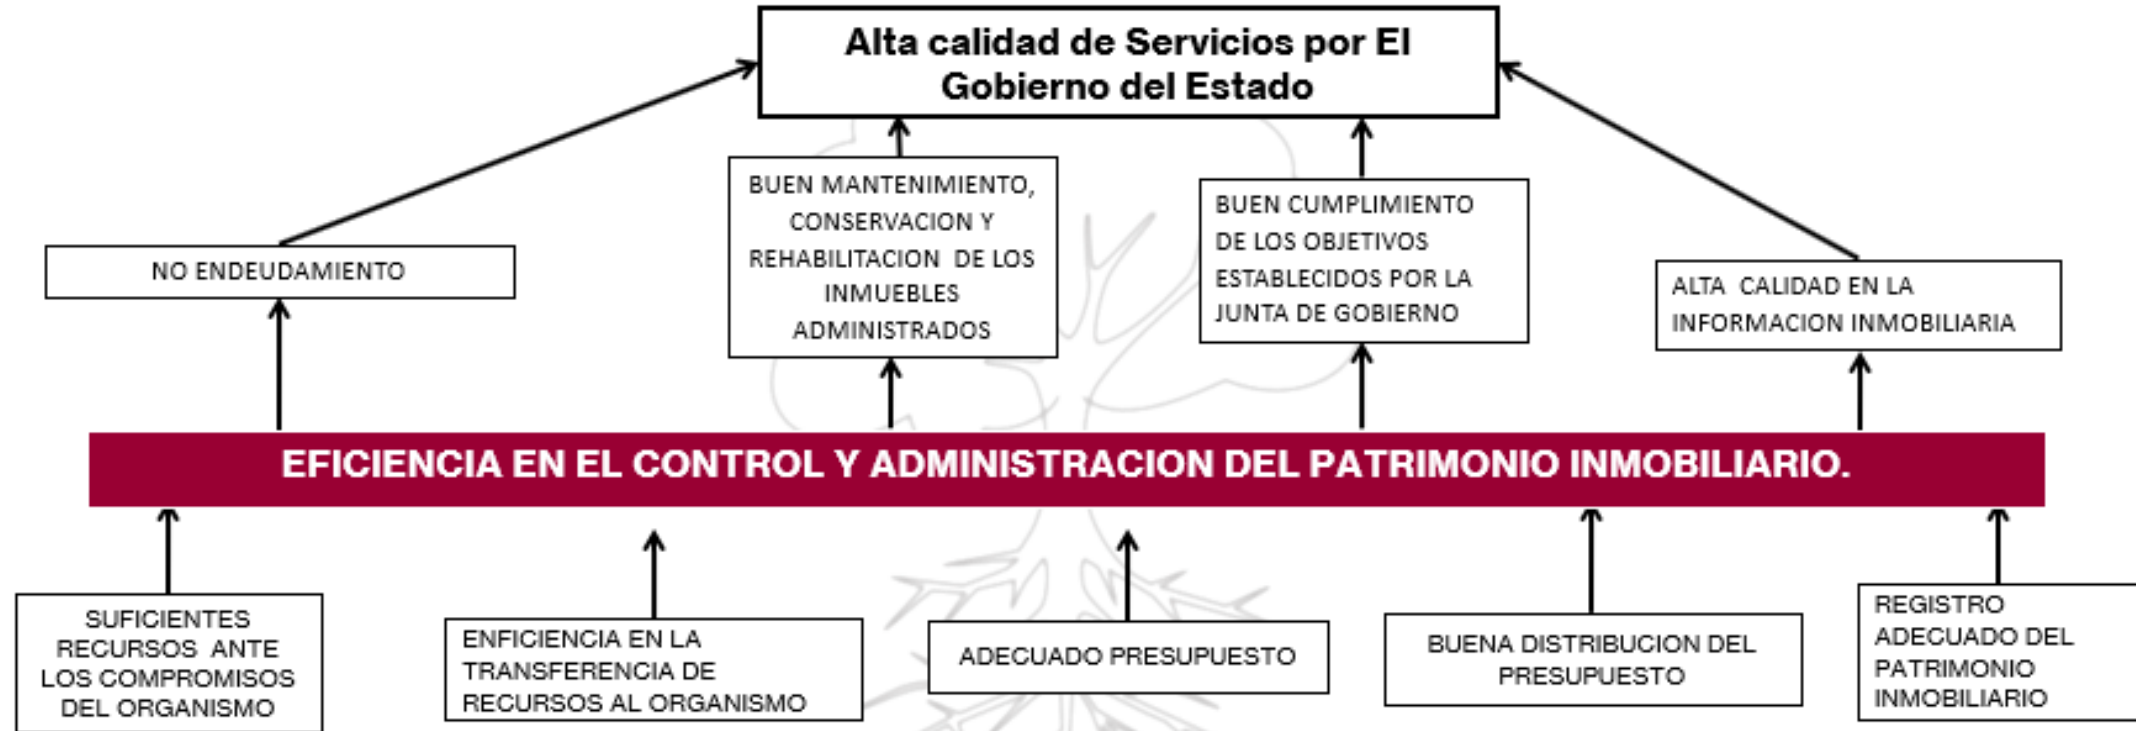 Alta calidad de Servicios por El
Gobierno del Estado
NO ENDEUDAMIENTO
BUEN MANTENIMIENTO,
CONSERVACION Y
REHABILITACION DE LOS
INMUEBLES
ADMINISTRADOS
BUEN CUMPLIMIENTO
DE LOS OBJETIVOS
ESTABLECIDOS POR LA
JUNTA DE GOBIERNO
ALTA CALIDAD EN LA
INFORMACION INMOBILIARIA
EFICIENCIA EN EL CONTROL Y ADMINISTRACION DEL PATRIMONIO INMOBILIARIO.
SUFICIENTES
RECURSOS ANTE
LOS COMPROMISOS
DEL ORGANISMO
ENFICIENCIA EN LA
TRANSFERENCIA DE
RECURSOS AL ORGANISMO
ADECUADO PRESUPUESTO
BUENA DISTRIBUCION DEL
PRESUPUESTO
REGISTRO
ADECUADO DEL
PATRIMONIO
INMOBILIARIO